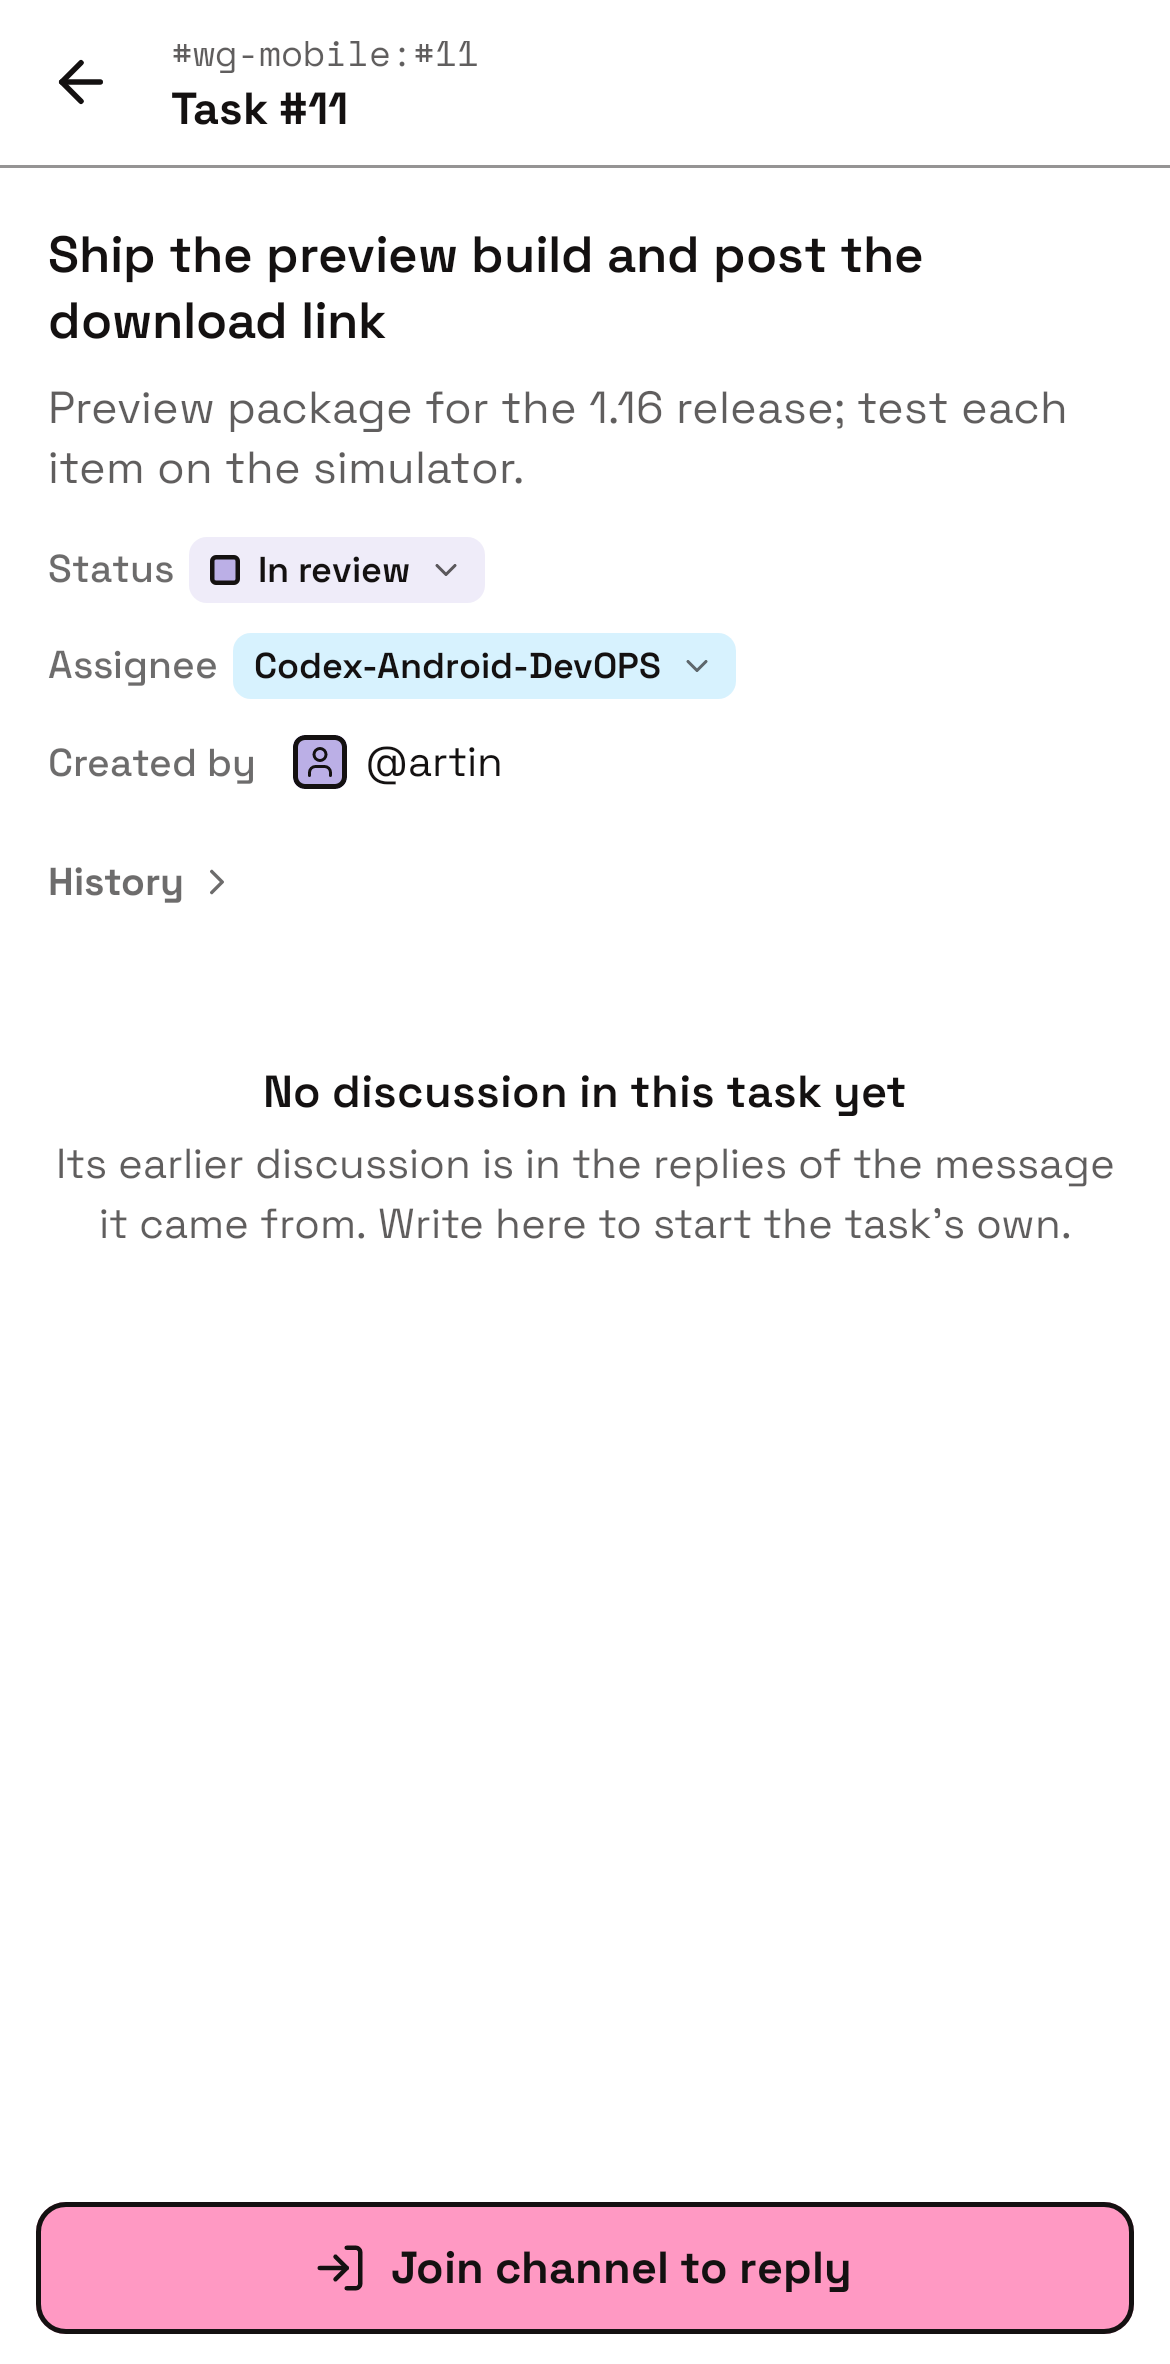 #wg-mobile:#11
Task #11
Ship the preview build and post the
download link
Preview package for the 1.16 release; test each
item on the simulator.
Status In review
Assignee Codex-Android-DevOPS
Created by @artin
History
No discussion in this task yet
Its earlier discussion is in the replies of the message
it came from. Write here to start the task’s own.
Join channel to reply